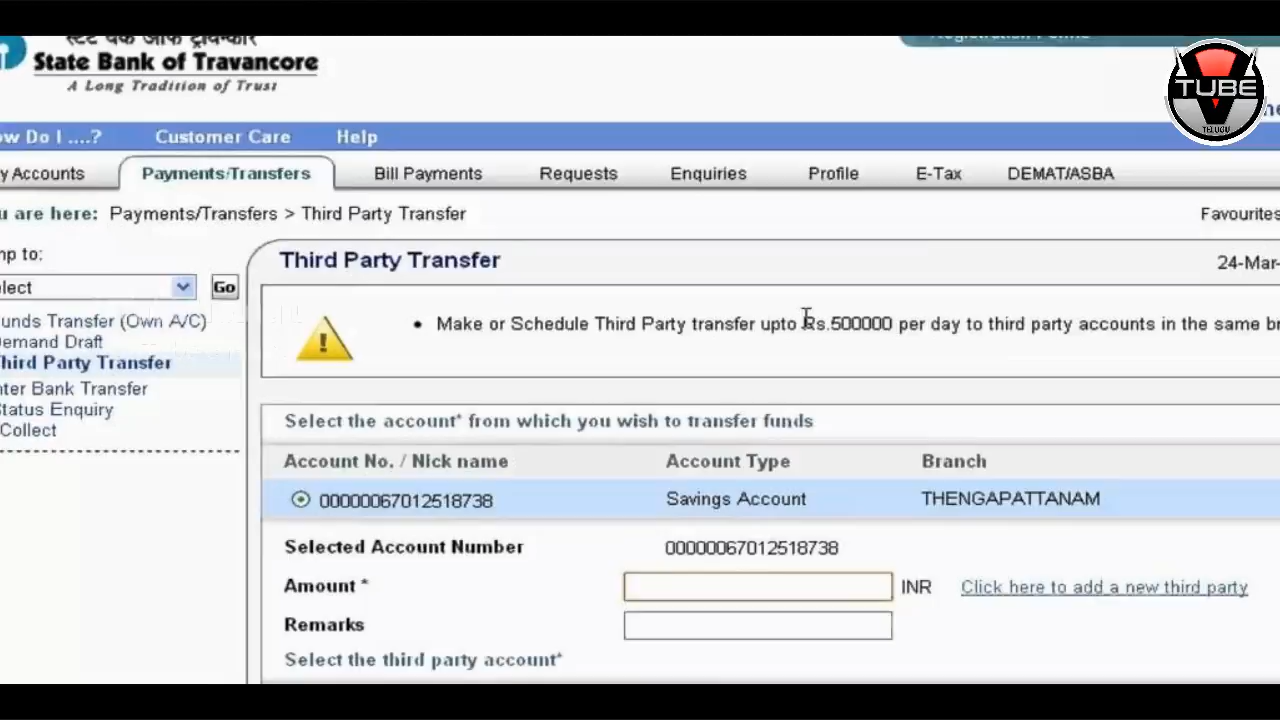 स्टेट बैंक ऑफ ट्रावनकोर
State Bank of Travancore
A Long Tradition of Trust
TUBE
TELUGU
ow Do I ....?
Customer Care
Help
y Accounts
Payments/Transfers
Bill Payments
Requests
Enquiries
Profile
E-Tax
DEMAT/ASBA
u are here: Payments/Transfers > Third Party Transfer
Favourites
mp to:
lect
Go
unds Transfer (Own A/C)
emand Draft
hird Party Transfer
nter Bank Transfer
tatus Enquiry
Collect
Third Party Transfer
24-Mar-
• Make or Schedule Third Party transfer upto Rs.500000 per day to third party accounts in the same br
Select the account* from which you wish to transfer funds
Account No. / Nick name
Account Type
Branch
00000067012518738
Savings Account
THENGAPATTANAM
Selected Account Number
00000067012518738
Amount *
INR
Click here to add a new third party
Remarks
Select the third party account*